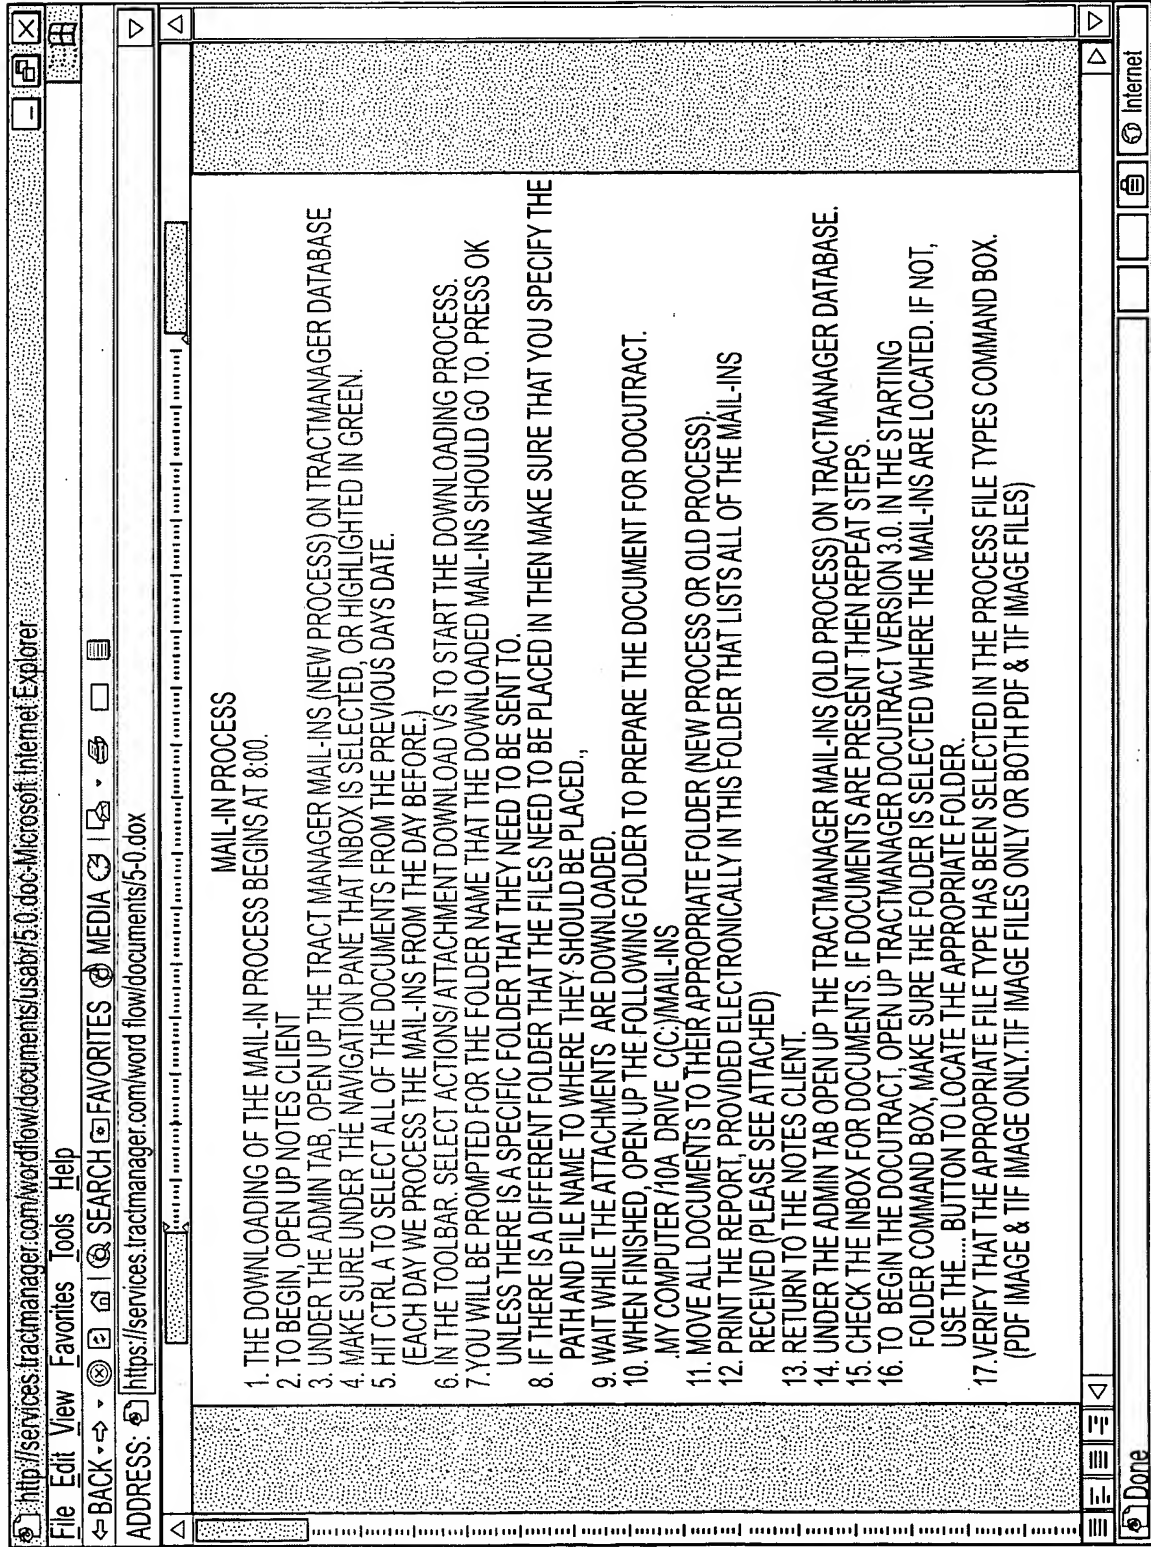 http://services.tractmanager.com/wordflow/documents/usabr/5.0.doc-Microsoft Internet Explorer
File Edit View Favorites Tools Help
BACK SEARCH FAVORITES MEDIA
ADDRESS: https://services.tractmanager.com/word flow/documents/5-0.dox
MAIL-IN PROCESS
1. THE DOWNLOADING OF THE MAIL-IN PROCESS BEGINS AT 8:00.
2. TO BEGIN, OPEN UP NOTES CLIENT
3. UNDER THE ADMIN TAB, OPEN UP THE TRACT MANAGER MAIL-INS (NEW PROCESS) ON TRACTMANAGER DATABASE
4. MAKE SURE UNDER THE NAVIGATION PANE THAT INBOX IS SELECTED, OR HIGHLIGHTED IN GREEN.
5. HIT CTRL A TO SELECT ALL OF THE DOCUMENTS FROM THE PREVIOUS DAYS DATE.
(EACH DAY WE PROCESS THE MAIL-INS FROM THE DAY BEFORE.)
6. IN THE TOOLBAR. SELECT ACTIONS/ ATTACHMENT DOWNLOAD VS TO START THE DOWNLOADING PROCESS.
7. YOU WILL BE PROMPTED FOR THE FOLDER NAME THAT THE DOWNLOADED MAIL-INS SHOULD GO TO. PRESS OK
UNLESS THERE IS A SPECIFIC FOLDER THAT THEY NEED TO BE SENT TO.
8. IF THERE IS A DIFFERENT FOLDER THAT THE FILES NEED TO BE PLACED IN THEN MAKE SURE THAT YOU SPECIFY THE
PATH AND FILE NAME TO WHERE THEY SHOULD BE PLACED.,
9. WAIT WHILE THE ATTACHMENTS ARE DOWNLOADED.
10. WHEN FINISHED, OPEN UP THE FOLLOWING FOLDER TO PREPARE THE DOCUMENT FOR DOCUTRACT.
.MY COMPUTER /10A DRIVE C(C:)/MAIL-INS
11. MOVE ALL DOCUMENTS TO THEIR APPROPRIATE FOLDER (NEW PROCESS OR OLD PROCESS).
12. PRINT THE REPORT, PROVIDED ELECTRONICALLY IN THIS FOLDER THAT LISTS ALL OF THE MAIL-INS
RECEIVED (PLEASE SEE ATTACHED)
13. RETURN TO THE NOTES CLIENT.
14. UNDER THE ADMIN TAB OPEN UP THE TRACTMANAGER MAIL-INS (OLD PROCESS) ON TRACTMANAGER DATABASE.
15. CHECK THE INBOX FOR DOCUMENTS. IF DOCUMENTS ARE PRESENT THEN REPEAT STEPS.
16. TO BEGIN THE DOCUTRACT, OPEN UP TRACTMANAGER DOCUTRACT VERSION 3.0. IN THE STARTING
FOLDER COMMAND BOX, MAKE SURE THE FOLDER IS SELECTED WHERE THE MAIL-INS ARE LOCATED. IF NOT,
USE THE.... BUTTON TO LOCATE THE APPROPRIATE FOLDER.
17.VERIFY THAT THE APPROPRIATE FILE TYPE HAS BEEN SELECTED IN THE PROCESS FILE TYPES COMMAND BOX.
(PDF IMAGE & TIF IMAGE ONLY.TIF IMAGE FILES ONLY OR BOTH PDF & TIF IMAGE FILES)
Done Internet